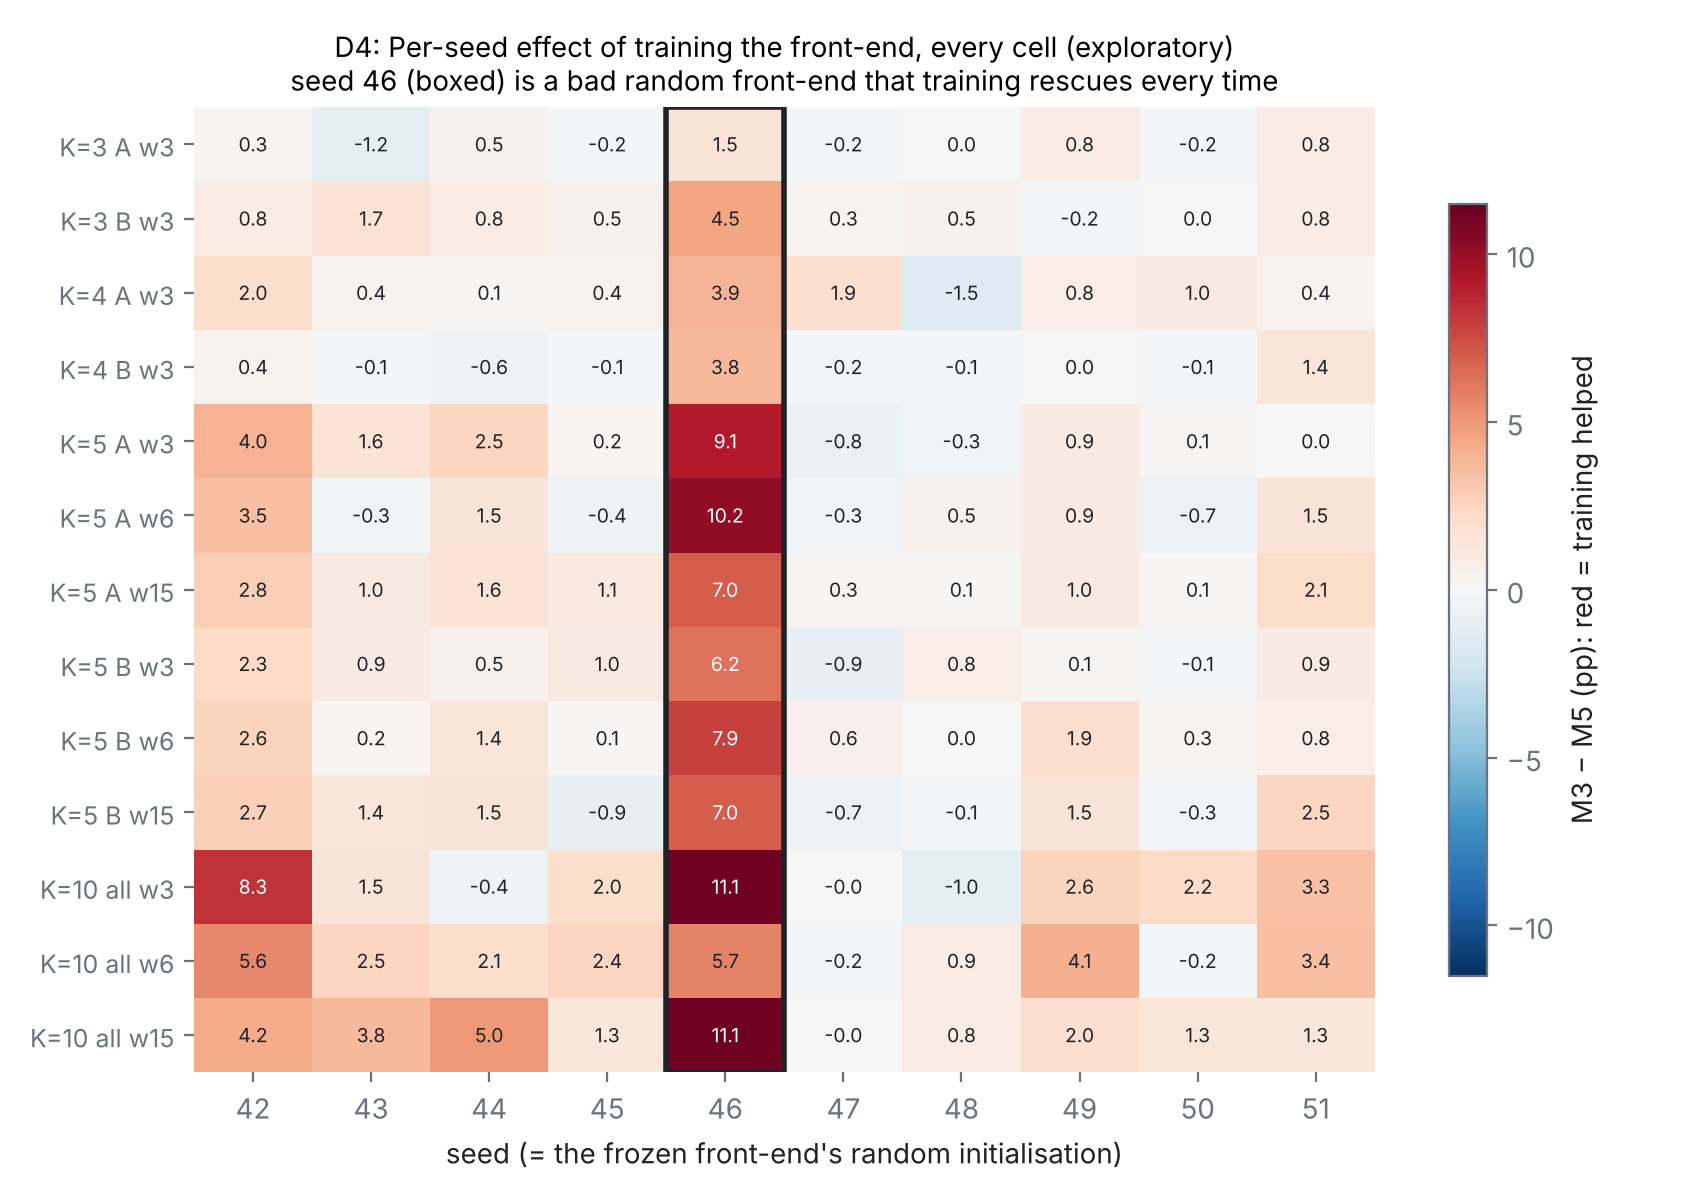 D4: Per-seed effect of training the front-end, every cell (exploratory)
seed 46 (boxed) is a bad random front-end that training rescues every time
K=3 A w3 0.3 -1.2 0.5 -0.2 1.5 -0.2 0.0 0.8 -0.2 0.8
K=3 B w3 0.8 1.7 0.8 0.5 4.5 0.3 0.5 -0.2 0.0 0.8
K=4 A w3 2.0 0.4 0.1 0.4 3.9 1.9 -1.5 0.8 1.0 0.4
K=4 B w3 0.4 -0.1 -0.6 -0.1 3.8 -0.2 -0.1 0.0 -0.1 1.4
K=5 A w3 4.0 1.6 2.5 0.2 9.1 -0.8 -0.3 0.9 0.1 0.0
K=5 A w6 3.5 -0.3 1.5 -0.4 10.2 -0.3 0.5 0.9 -0.7 1.5
K=5 A w15 2.8 1.0 1.6 1.1 7.0 0.3 0.1 1.0 0.1 2.1
K=5 B w3 2.3 0.9 0.5 1.0 6.2 -0.9 0.8 0.1 -0.1 0.9
K=5 B w6 2.6 0.2 1.4 0.1 7.9 0.6 0.0 1.9 0.3 0.8
K=5 B w15 2.7 1.4 1.5 -0.9 7.0 -0.7 -0.1 1.5 -0.3 2.5
K=10 all w3 8.3 1.5 -0.4 2.0 11.1 -0.0 -1.0 2.6 2.2 3.3
K=10 all w6 5.6 2.5 2.1 2.4 5.7 -0.2 0.9 4.1 -0.2 3.4
K=10 all w15 4.2 3.8 5.0 1.3 11.1 -0.0 0.8 2.0 1.3 1.3
42 43 44 45 46 47 48 49 50 51
seed (= the frozen front-end's random initialisation)
10
5
0
−5
−10
M3 − M5 (pp): red = training helped